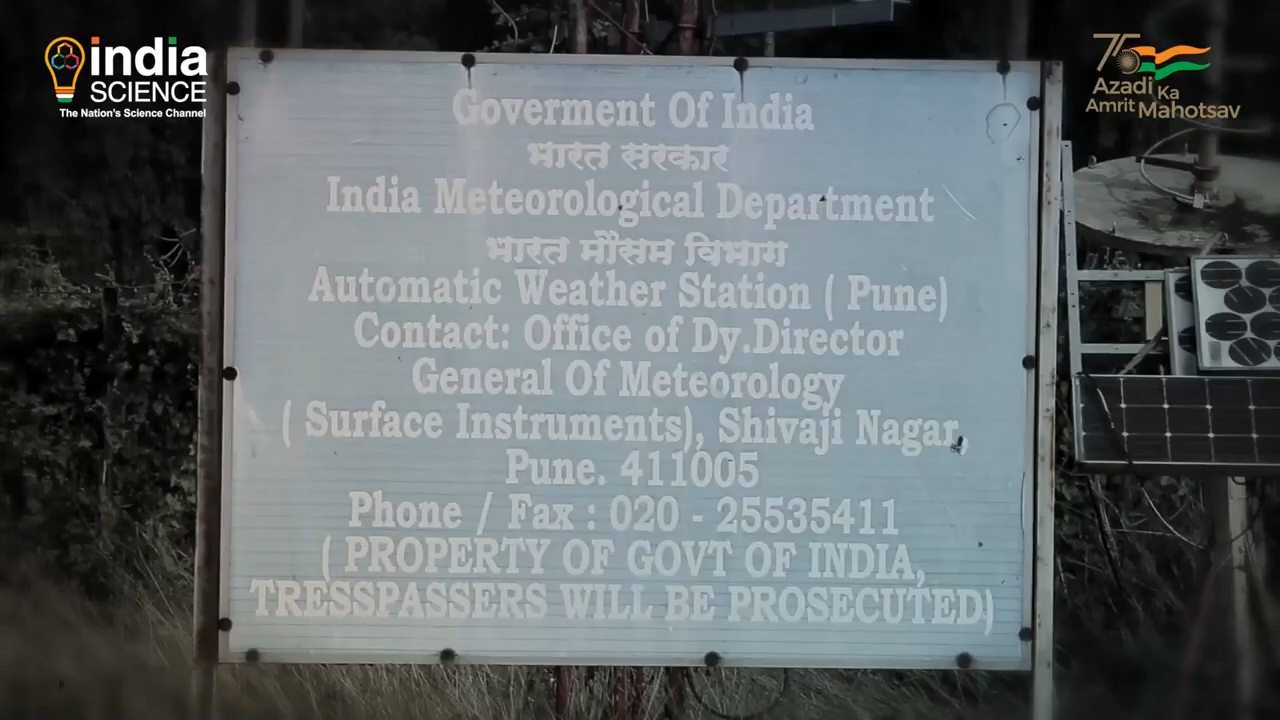 india
SCIENCE
The Nation's Science Channel
75
Azadi Ka
Amrit Mahotsav
Goverment Of India
भारत सरकार
India Meteorological Department
भारत मौसम विभाग
Automatic Weather Station ( Pune)
Contact: Office of Dy.Director
General Of Meteorology
( Surface Instruments), Shivaji Nagar,
Pune. 411005
Phone / Fax : 020 - 25535411
( PROPERTY OF GOVT OF INDIA,
TRESSPASSERS WILL BE PROSECUTED)